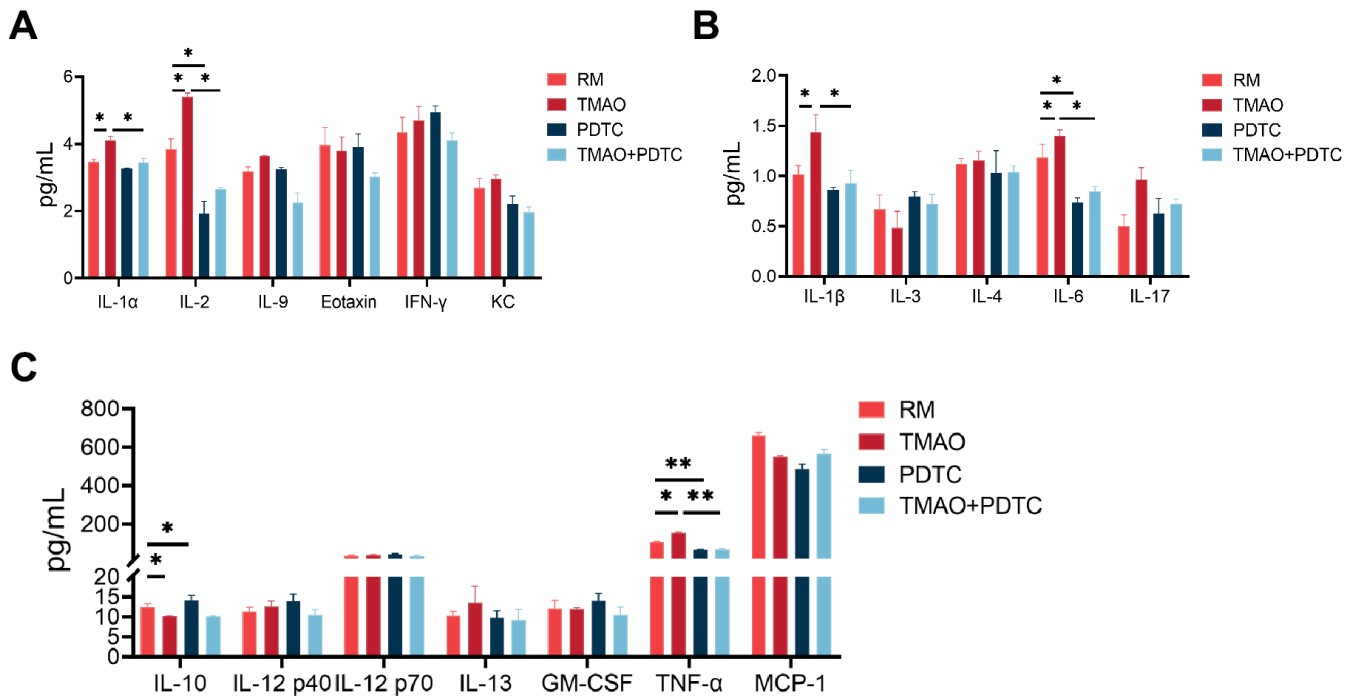 A
pg/mL
6
4
2
0
* * * * *
IL-1α IL-2 IL-9 Eotaxin IFN-γ KC
RM
TMAO
PDTC
TMAO+PDTC
B
pg/mL
2.0
1.5
1.0
0.5
0.0
* * * * *
IL-1β IL-3 IL-4 IL-6 IL-17
RM
TMAO
PDTC
TMAO+PDTC
C
pg/mL
800
600
400
200
20
15
10
5
0
* * ** * **
IL-10 IL-12 p40 IL-12 p70 IL-13 GM-CSF TNF-α MCP-1
RM
TMAO
PDTC
TMAO+PDTC